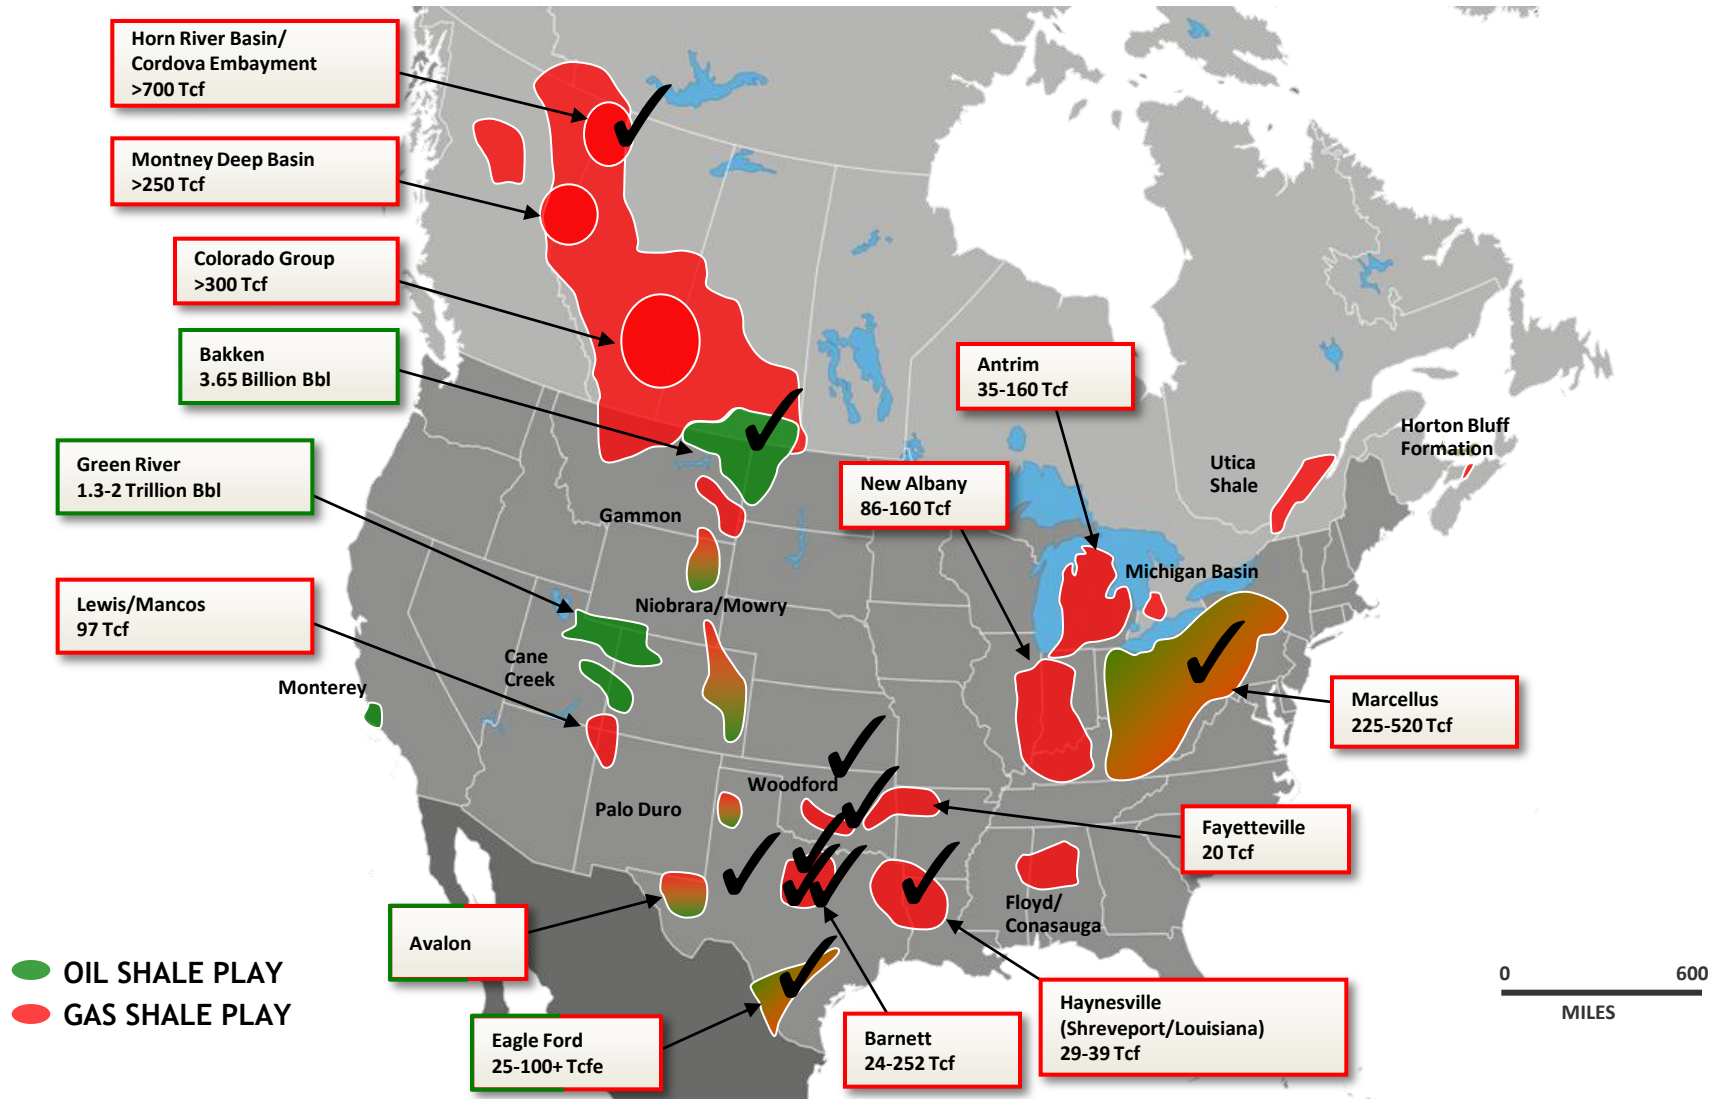 Horn River Basin/
Cordova Embayment
>700 Tcf
Montney Deep Basin
>250 Tcf
Colorado Group
>300 Tcf
Bakken
3.65 Billion Bbl
Green River
1.3-2 Trillion Bbl
Lewis/Mancos
97 Tcf
Monterey
Cane
Creek
Gammon
Niobrara/Mowry
Palo Duro
Woodford
Antrim
35-160 Tcf
New Albany
86-160 Tcf
Michigan Basin
Utica
Shale
Horton Bluff
Formation
Marcellus
225-520 Tcf
Fayetteville
20 Tcf
Floyd/
Conasauga
Avalon
Eagle Ford
25-100+ Tcfe
Barnett
24-252 Tcf
Haynesville
(Shreveport/Louisiana)
29-39 Tcf
OIL SHALE PLAY
GAS SHALE PLAY
0 600
MILES